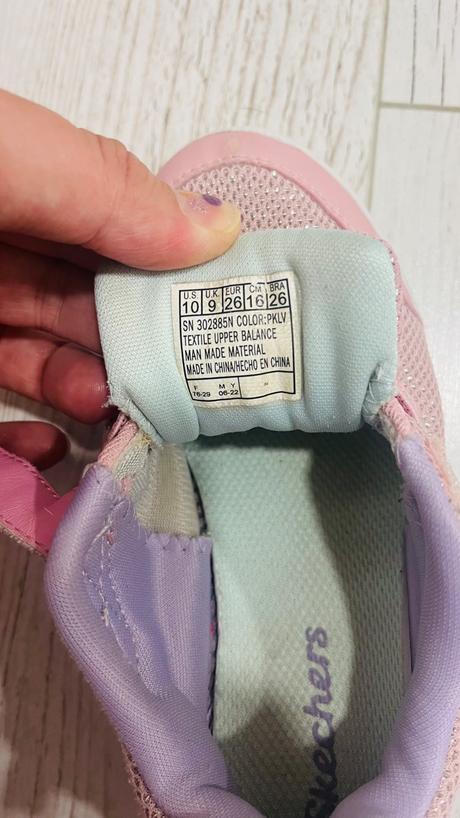 U.S. U.K. EUR CM BRA
10 9 26 16 26
SN 302885N COLOR:PKLV
TEXTILE UPPER BALANCE
MAN MADE MATERIAL
MADE IN CHINA/HECHO EN CHINA
F M Y
76-29 06-22
Skechers